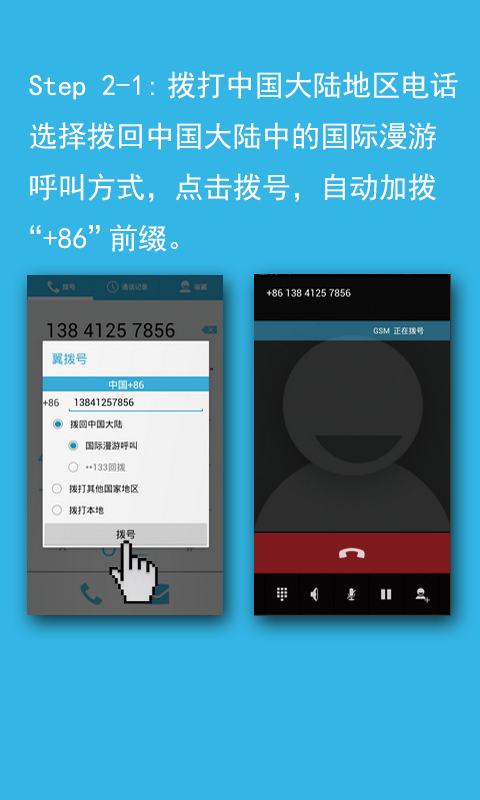 Step 2-1: 拨打中国大陆地区电话
选择拨回中国大陆中的国际漫游
呼叫方式，点击拨号，自动加拨
“+86”前缀。
拨号 通话记录 收藏
138 4125 7856
翼拨号
中国+86
+86 13841257856
拨回中国大陆
国际漫游呼叫
**133回拨
拨打其他国家地区
拨打本地
拨号
+86 138 4125 7856
GSM 正在拨号